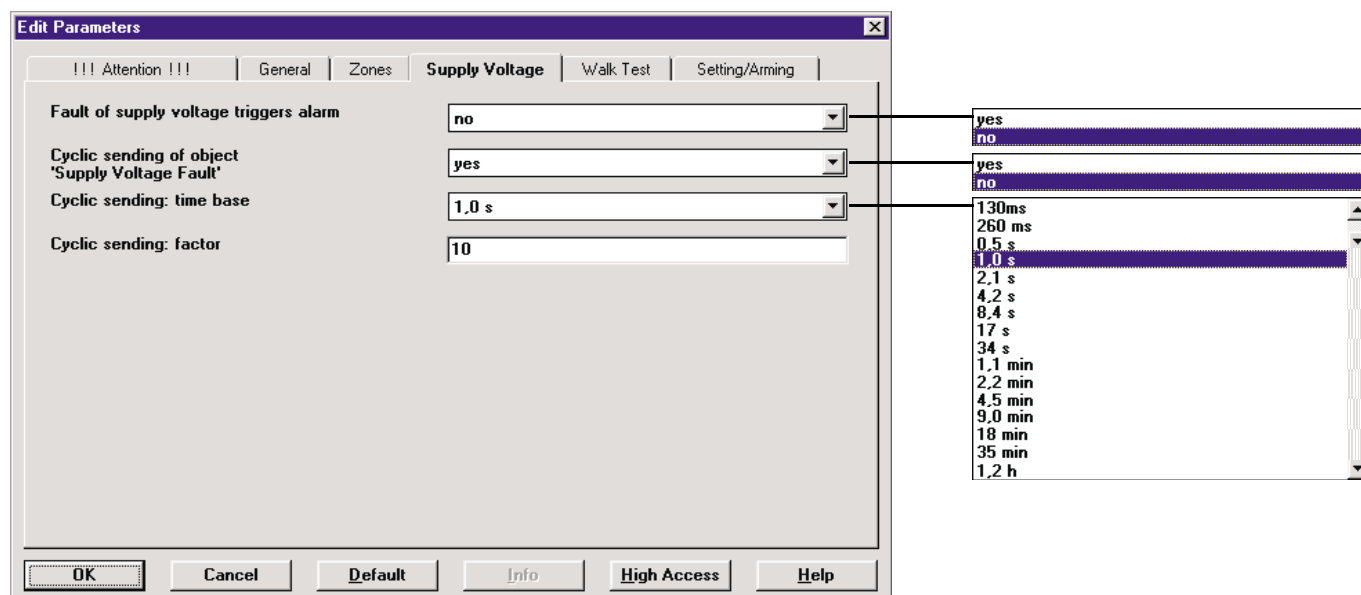 Edit Parameters
!!! Attention !!!
General
Zones
Supply Voltage
Walk Test
Setting/Arming
Fault of supply voltage triggers alarm
no
Cyclic sending of object
'Supply Voltage Fault'
yes
Cyclic sending: time base
1,0 s
Cyclic sending: factor
10
OK
Cancel
Default
Info
High Access
Help
yes
no
yes
no
130ms
260 ms
0,5 s
1,0 s
2,1 s
4,2 s
8,4 s
17 s
34 s
1,1 min
2,2 min
4,5 min
9,0 min
18 min
35 min
1,2 h